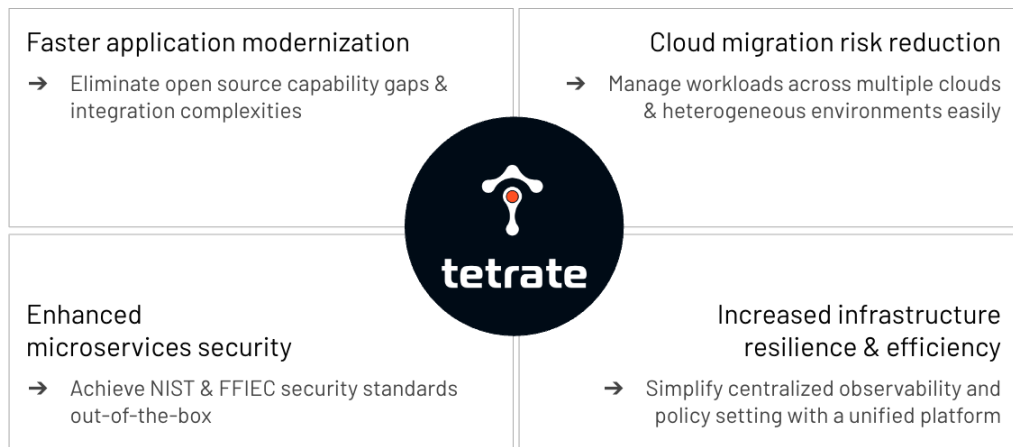 Faster application modernization
➔ Eliminate open source capability gaps &
integration complexities
Cloud migration risk reduction
➔ Manage workloads across multiple clouds
& heterogeneous environments easily
tetrate
Enhanced
microservices security
➔ Achieve NIST & FFIEC security standards
out-of-the-box
Increased infrastructure
resilience & efficiency
➔ Simplify centralized observability and
policy setting with a unified platform